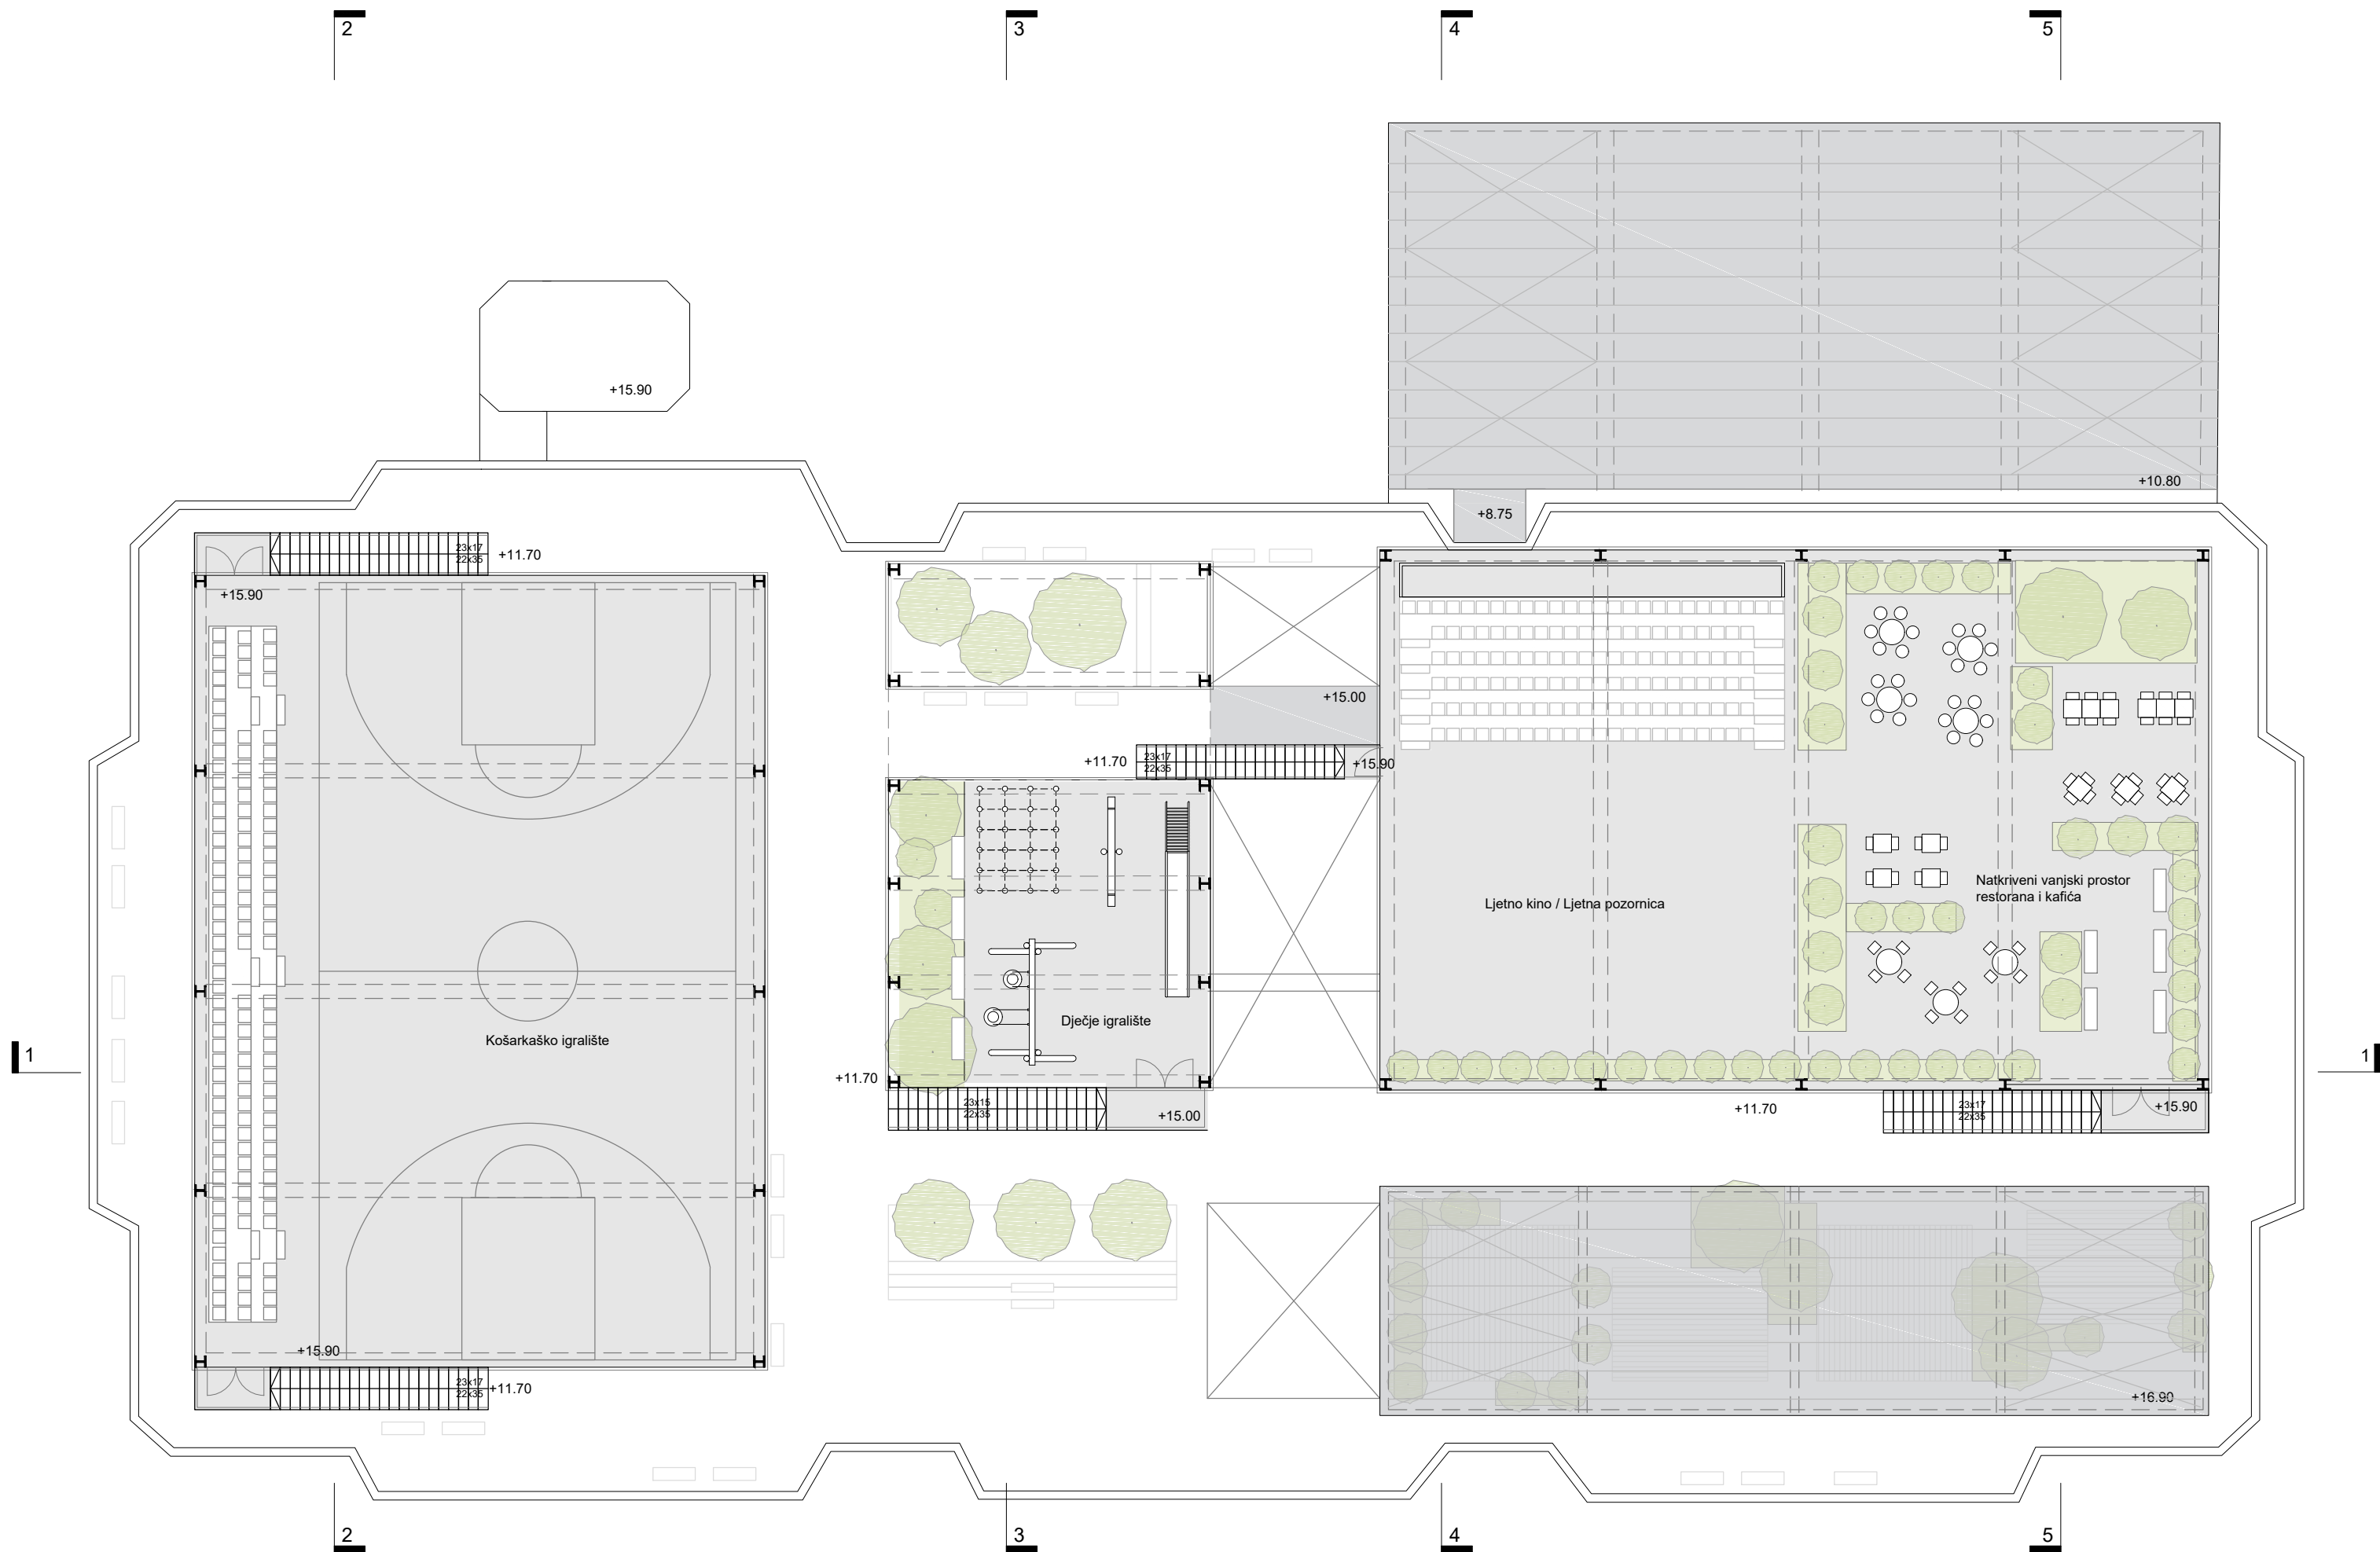 2
3
4
5
+15.90
+10.80
+8.75
23x17
22x35
+11.70
+15.90
+15.00
+11.70
23x17
22x35
+15.90
Natkriveni vanjski prostor
restorana i kafića
Ljetno kino / Ljetna pozornica
Dječje igralište
Košarkaško igralište
1
1
+11.70
23x15
22x35
+15.00
+11.70
23x17
22x35
+15.90
+15.90
23x17
22x35
+11.70
+16.90
2
3
4
5